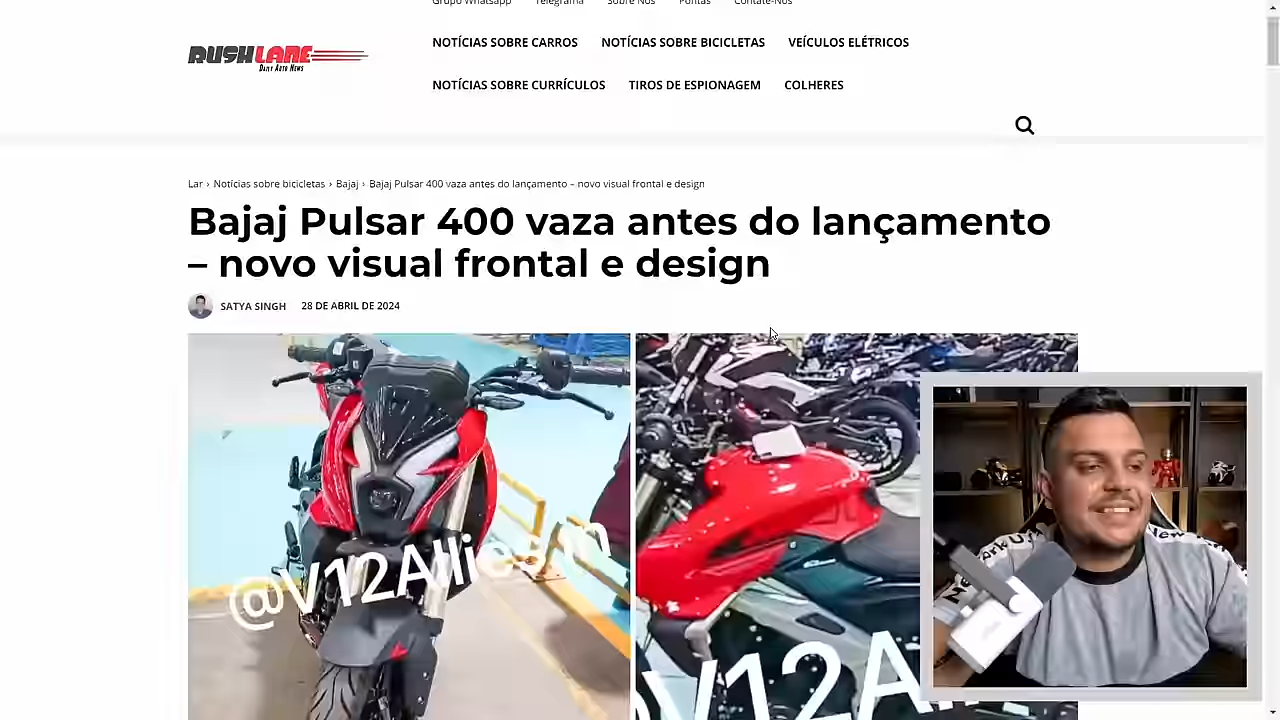 Grupo Whatsapp Telegrama Sobre Nós Contate-Nos
RUSHLANE
DAILY AUTO NEWS
NOTÍCIAS SOBRE CARROS NOTÍCIAS SOBRE BICICLETAS VEÍCULOS ELÉTRICOS
NOTÍCIAS SOBRE CURRÍCULOS TIROS DE ESPIONAGEM COLHERES
Lar › Notícias sobre bicicletas › Bajaj › Bajaj Pulsar 400 vaza antes do lançamento – novo visual frontal e design
Bajaj Pulsar 400 vaza antes do lançamento
– novo visual frontal e design
SATYA SINGH 28 DE ABRIL DE 2024
@V12Allies.in